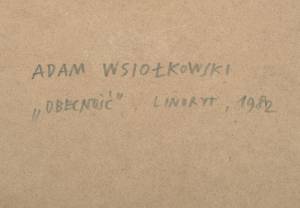 ADAM WSIOŁKOWSKI
„OBECNOŚĆ" LINORYT, 1982